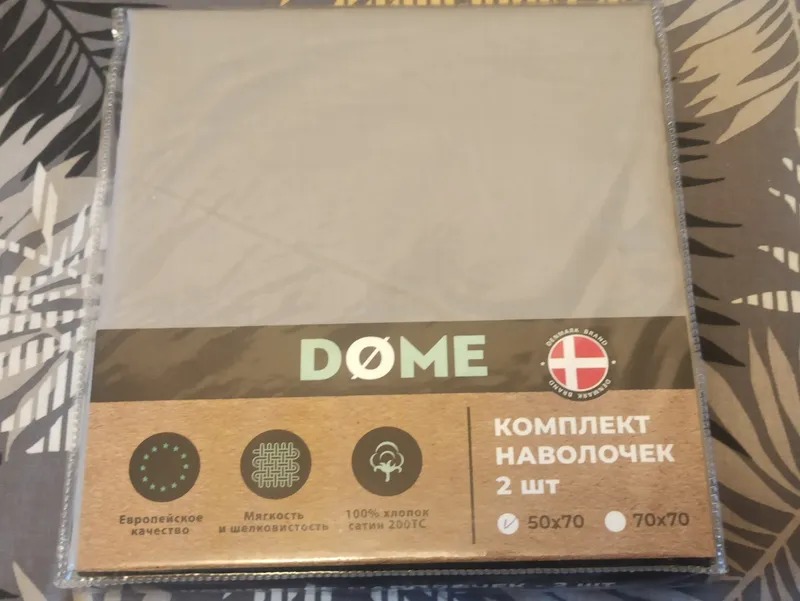 DØME
DENMARK BRAND
DENMARK BRAND
КОМПЛЕКТ
НАВОЛОЧЕК
2 шт
50х70 70х70
Европейское
качество
Мягкость
и шелковистость
100% хлопок
сатин 200ТС